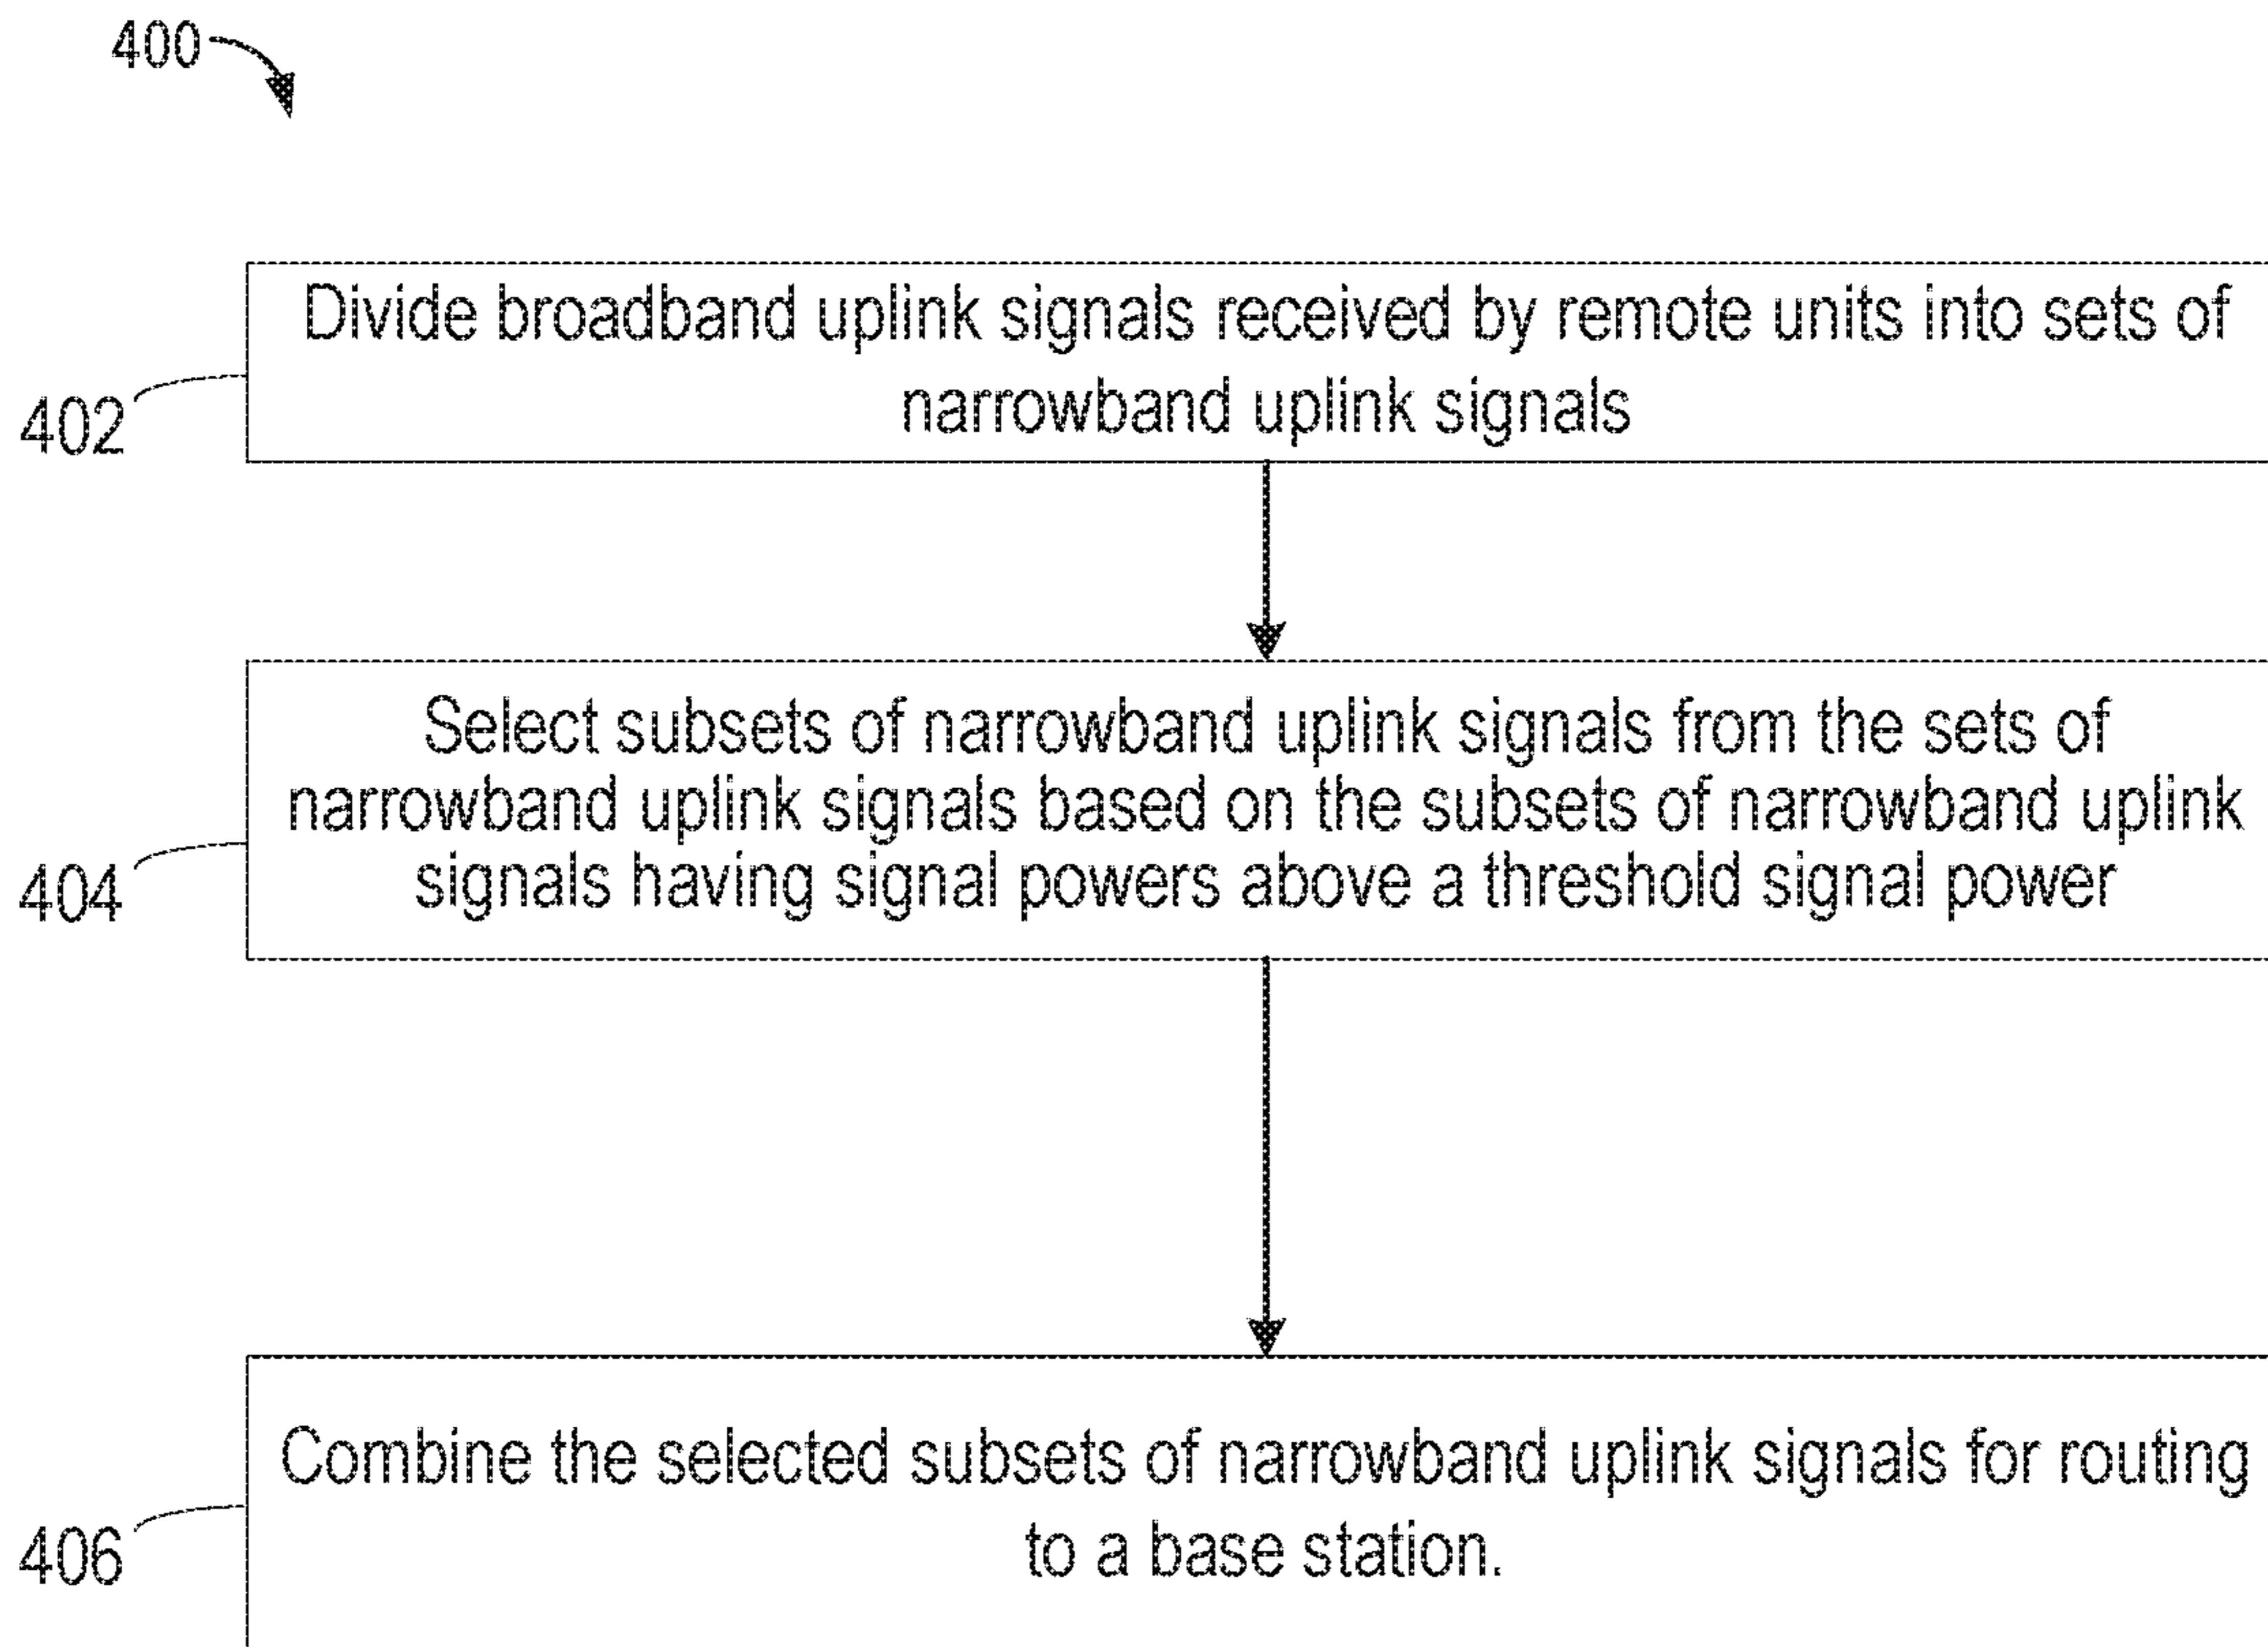 400
Divide broadband uplink signals received by remote units into sets of
narrowband uplink signals
402
Select subsets of narrowband uplink signals from the sets of
narrowband uplink signals based on the subsets of narrowband uplink
signals having signal powers above a threshold signal power
404
Combine the selected subsets of narrowband uplink signals for routing
to a base station.
406